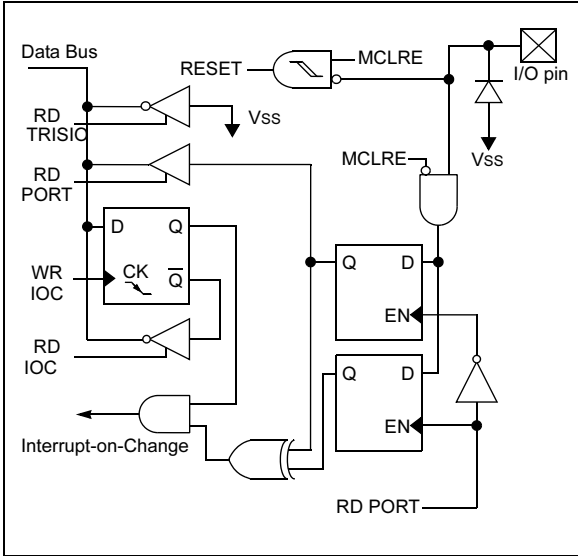 Data Bus
RESET
MCLRE
I/O pin
RD
TRISIO
VSS
VSS
RD
PORT
MCLRE
D
Q
WR
IOC
CK
Q
Q
D
EN
RD
IOC
Q
D
EN
Interrupt-on-Change
RD PORT